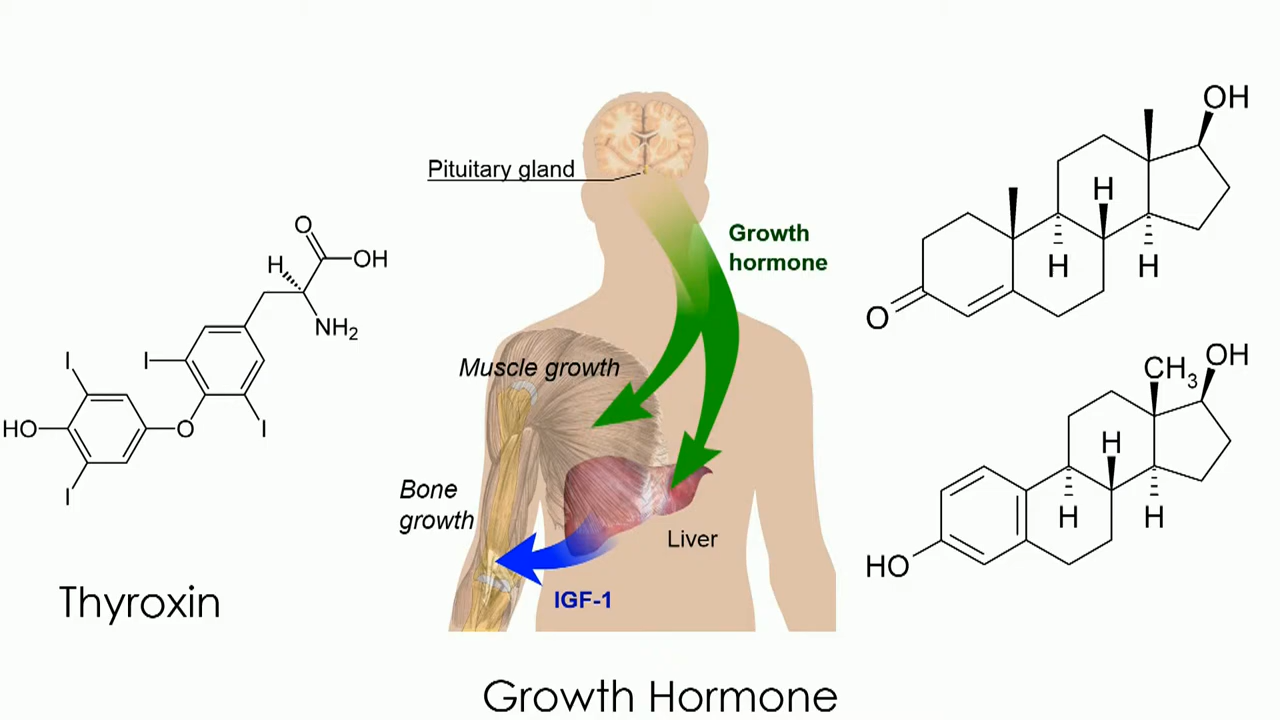 Pituitary gland
Growth
hormone
Muscle growth
Bone
growth
Liver
IGF-1
O
H
OH
NH2
I
I
HO
O
I
I
Thyroxin
Growth Hormone
OH
H
H
H
O
CH3
OH
H
H
H
HO